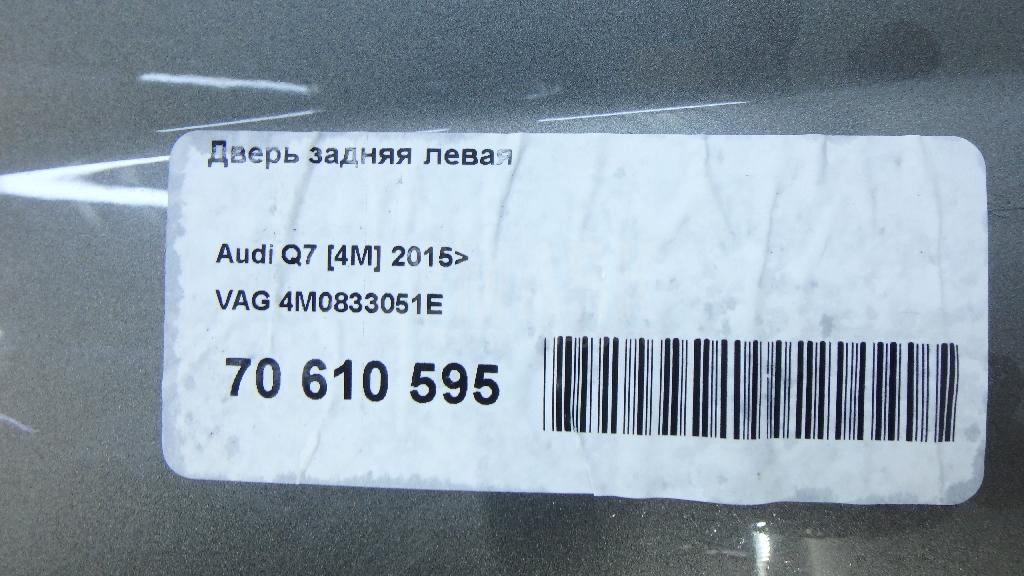 Дверь задняя левая
Audi Q7 [4M] 2015>
VAG 4M0833051E
70 610 595